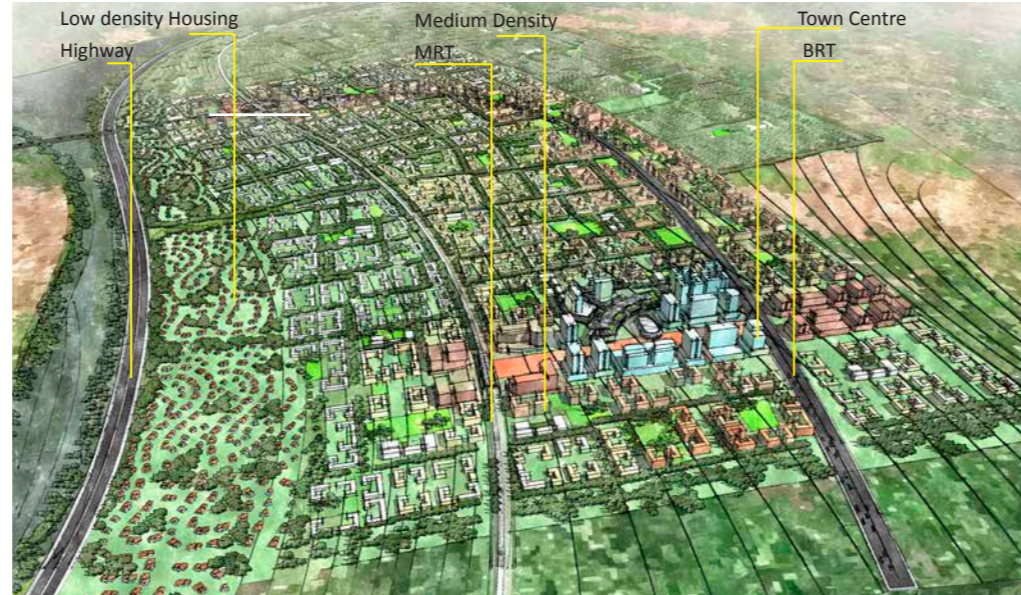 Low density Housing
Medium Density
Town Centre
Highway
MRT
BRT